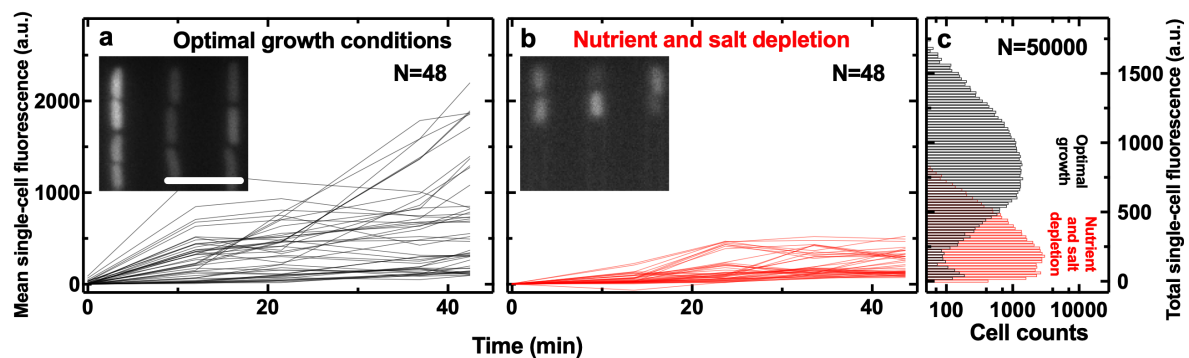 Mean single-cell fluorescence (a.u.)
2000
1000
0
a
Optimal growth conditions
N=48
0
20
40
b
Nutrient and salt depletion
N=48
0
20
40
Time (min)
c
N=50000
Optimal
growth
Nutrient
and salt
depletion
100
1000
10000
Cell counts
1500
1000
500
0
Total single-cell fluorescence (a.u.)